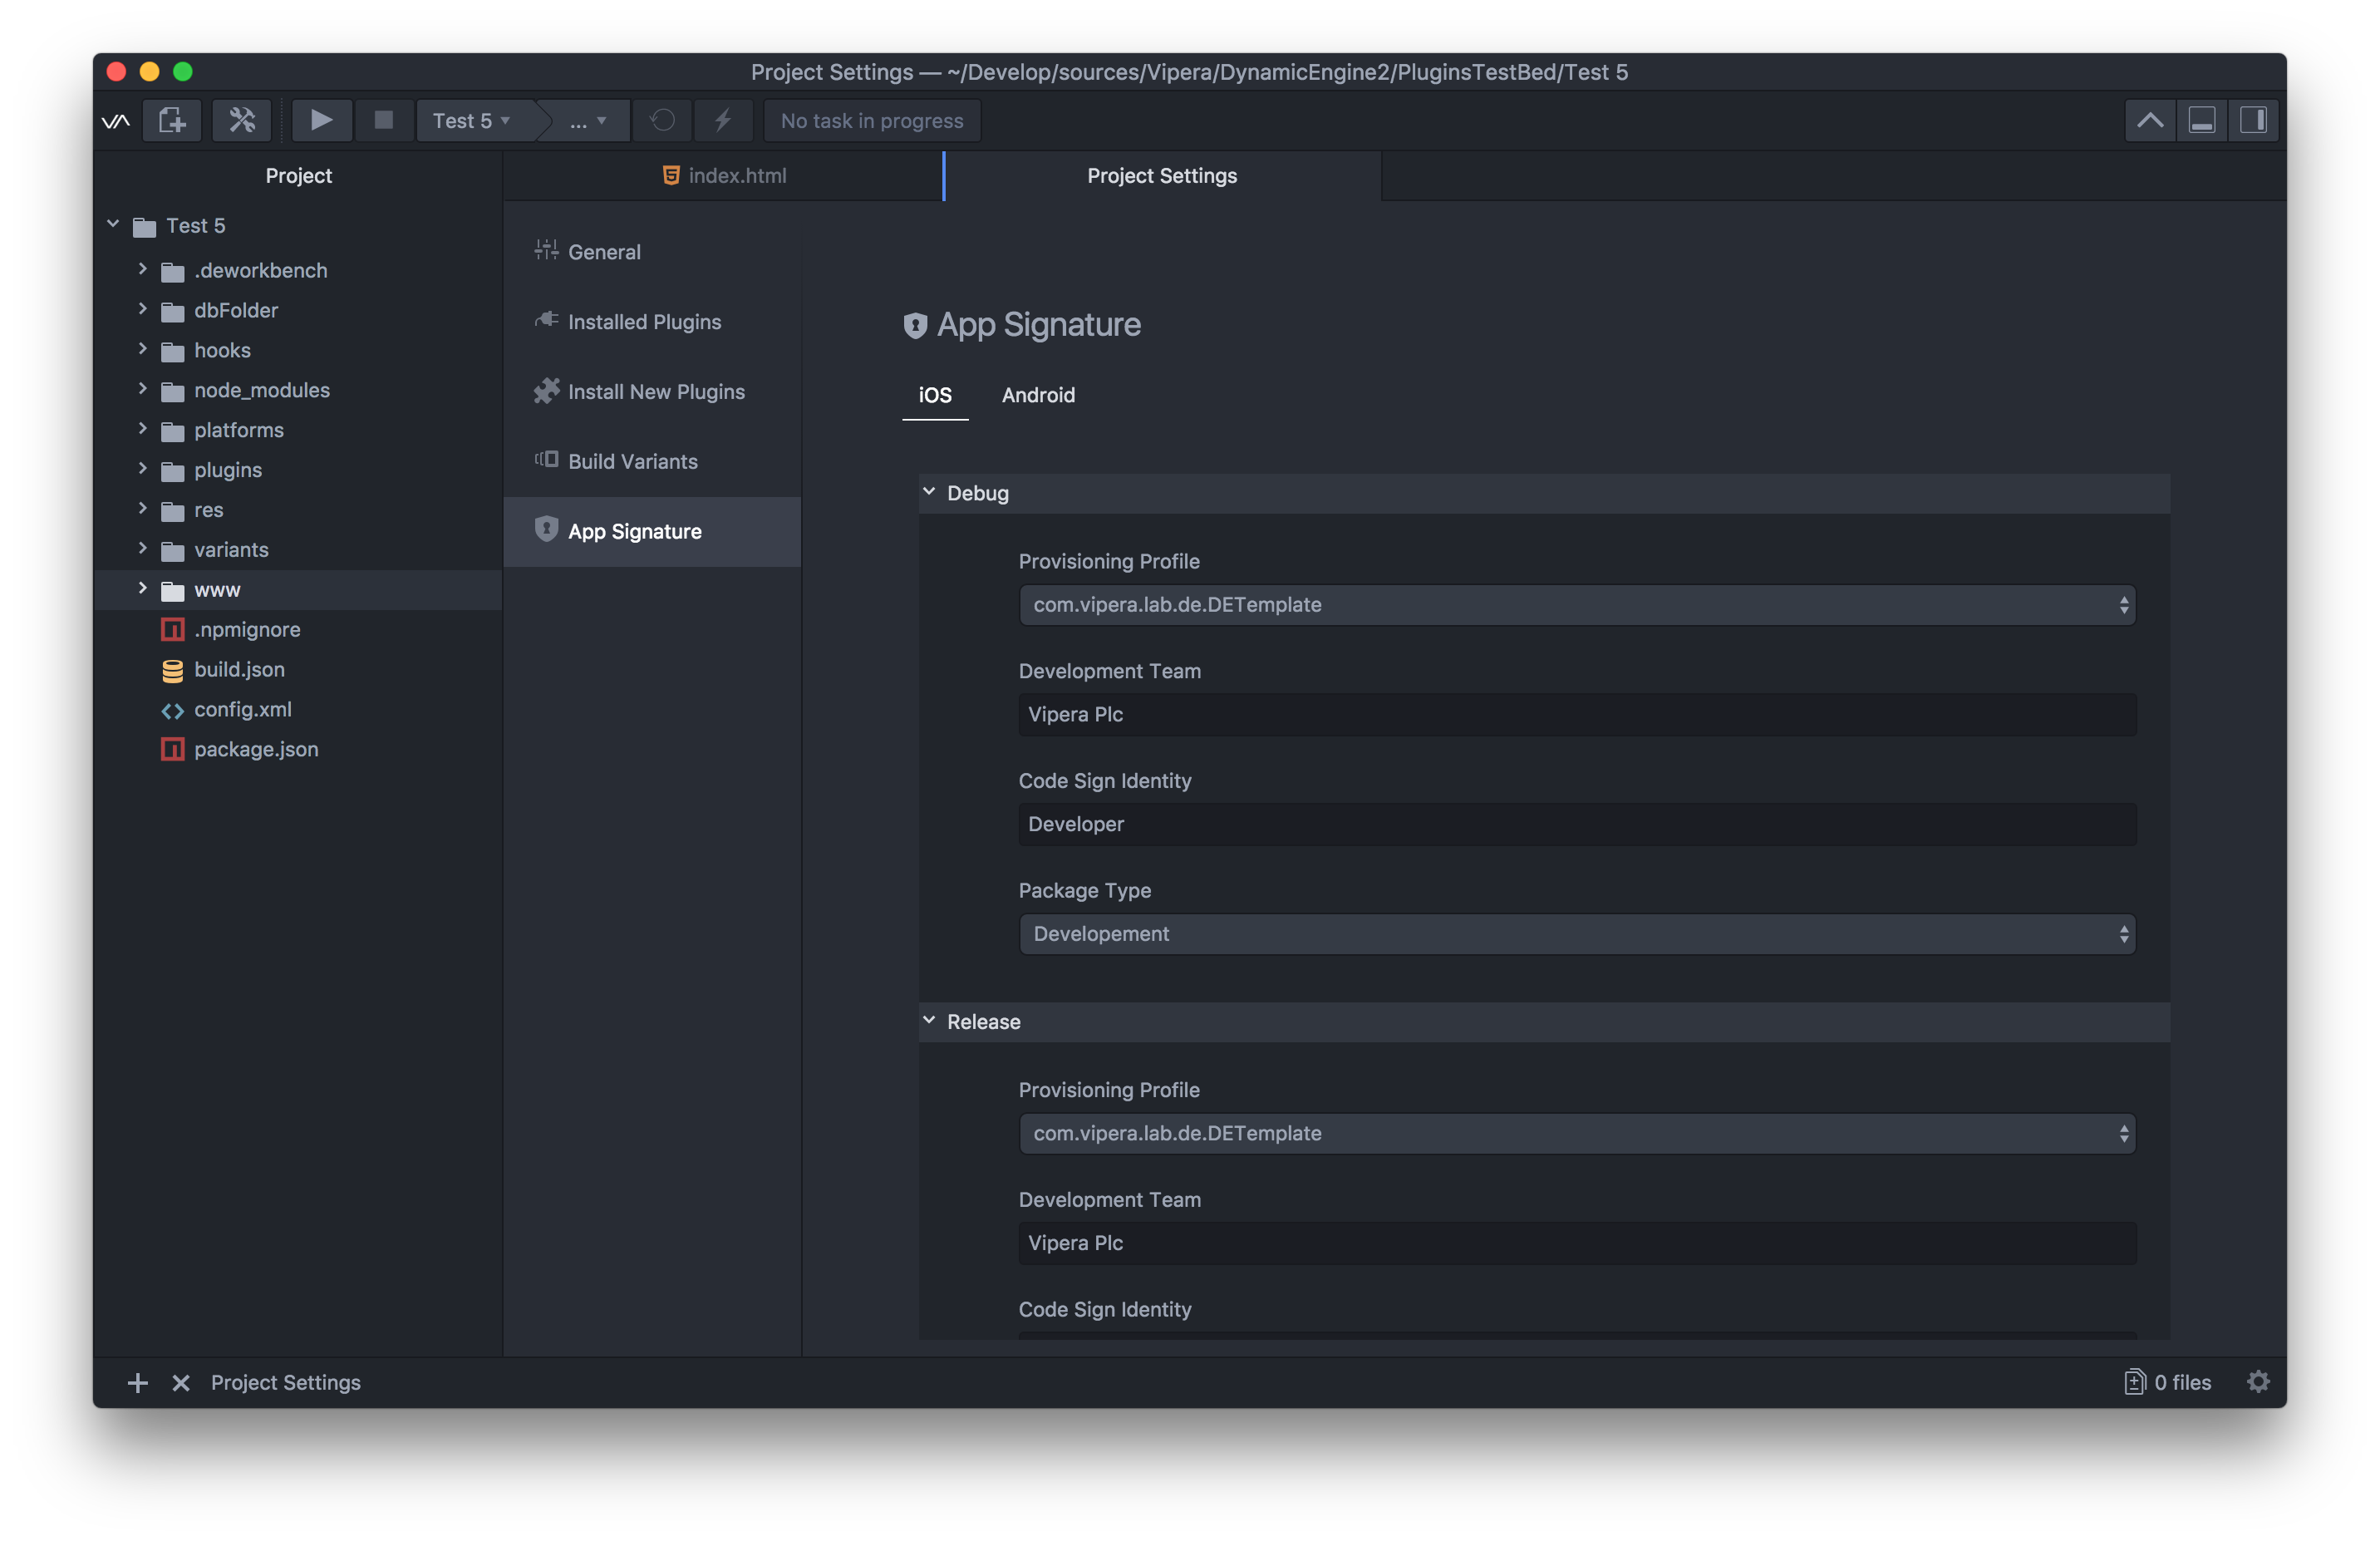 Project Settings — ~/Develop/sources/Vipera/DynamicEngine2/PluginsTestBed/Test 5
Test 5
...
No task in progress
Project
index.html
Project Settings
Test 5
.deworkbench
dbFolder
hooks
node_modules
platforms
plugins
res
variants
www
.npmignore
build.json
config.xml
package.json
General
Installed Plugins
Install New Plugins
Build Variants
App Signature
App Signature
iOS
Android
Debug
Provisioning Profile
com.vipera.lab.de.DETemplate
Development Team
Vipera Plc
Code Sign Identity
Developer
Package Type
Developement
Release
Provisioning Profile
com.vipera.lab.de.DETemplate
Development Team
Vipera Plc
Code Sign Identity
Project Settings
0 files